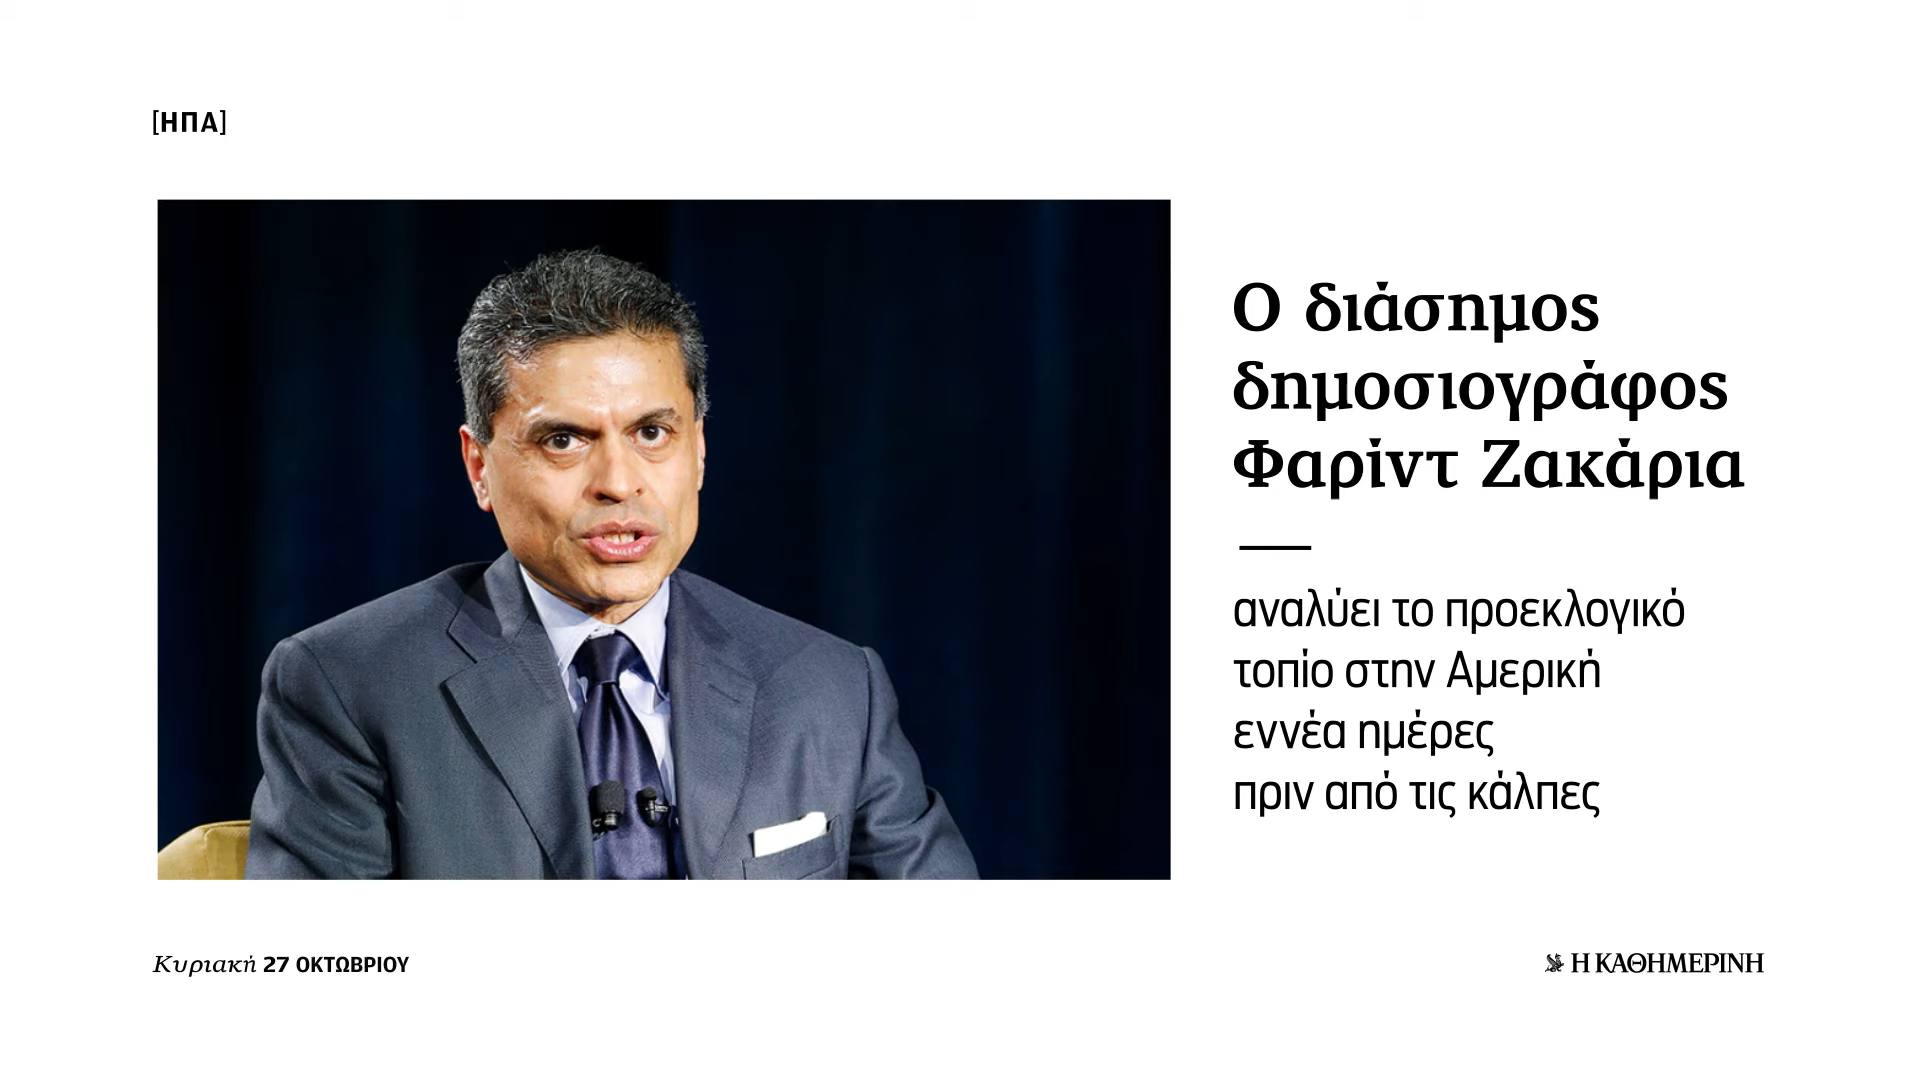 [ΗΠΑ]
Ο διάσημος
δημοσιογράφος
Φαρίντ Ζακάρια
αναλύει το προεκλογικό
τοπίο στην Αμερική
εννέα ημέρες
πριν από τις κάλπες
Κυριακή 27 ΟΚΤΩΒΡΙΟΥ
Η ΚΑΘΗΜΕΡΙΝΗ